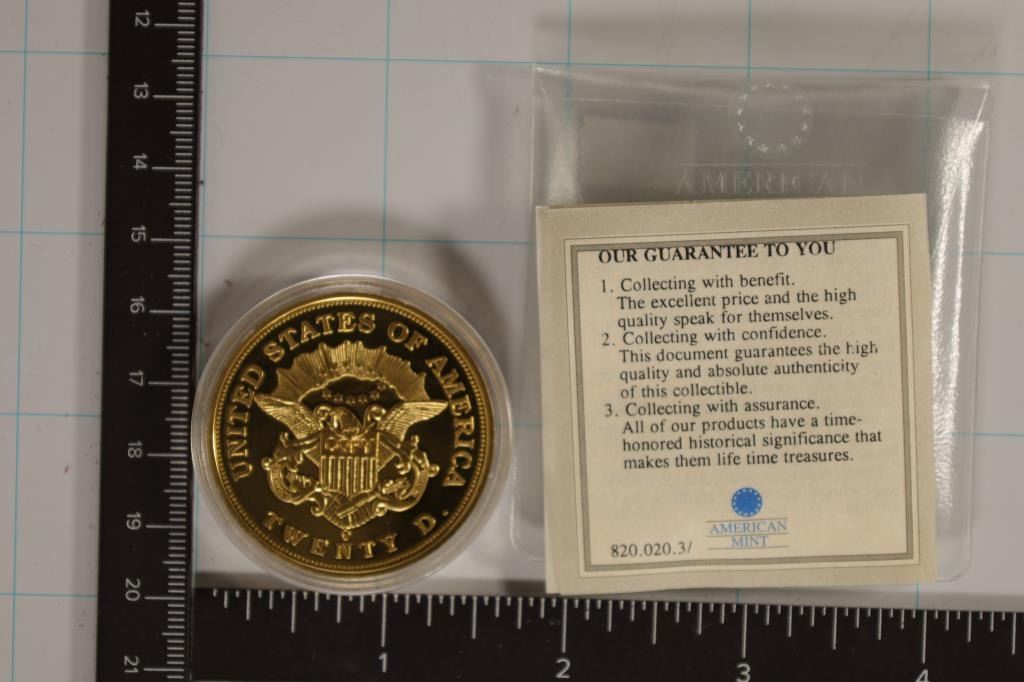 12
13
14
15
16
17
18
19
20
21
UNITED STATES OF AMERICA
TWENTY D.
O
AMERICAN
OUR GUARANTEE TO YOU
1. Collecting with benefit.
The excellent price and the high
quality speak for themselves.
2. Collecting with confidence.
This document guarantees the high
quality and absolute authenticity
of this collectible.
3. Collecting with assurance.
All of our products have a time-
honored historical significance that
makes them life time treasures.
AMERICAN
MINT
820.020.3/
1 2 3 4